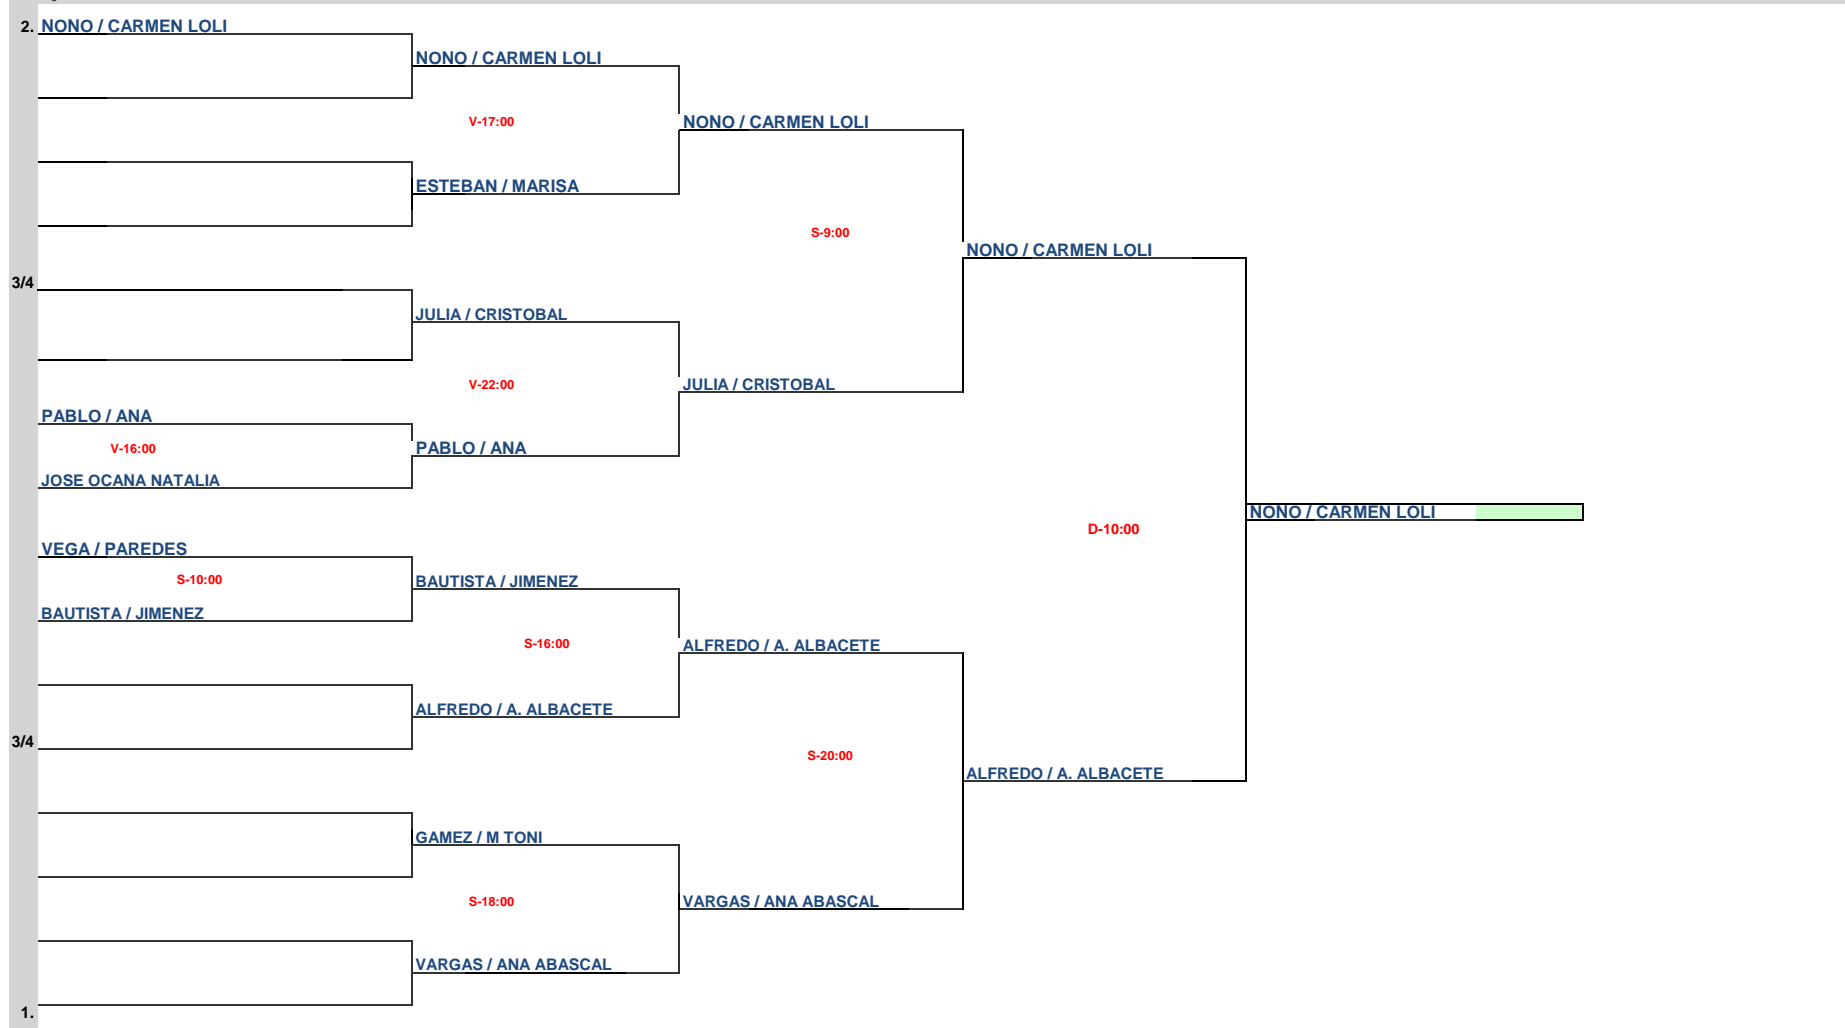 2. NONO / CARMEN LOLI
NONO / CARMEN LOLI
V-17:00
NONO / CARMEN LOLI
ESTEBAN / MARISA
S-9:00
NONO / CARMEN LOLI
3/4
JULIA / CRISTOBAL
V-22:00
JULIA / CRISTOBAL
PABLO / ANA
V-16:00
PABLO / ANA
JOSE OCAÑA NATALIA
NONO / CARMEN LOLI
D-10:00
VEGA / PAREDES
S-10:00
BAUTISTA / JIMENEZ
BAUTISTA / JIMENEZ
S-16:00
ALFREDO / A. ALBACETE
ALFREDO / A. ALBACETE
3/4
S-20:00
ALFREDO / A. ALBACETE
GAMEZ / M TONI
S-18:00
VARGAS / ANA ABASCAL
VARGAS / ANA ABASCAL
1.